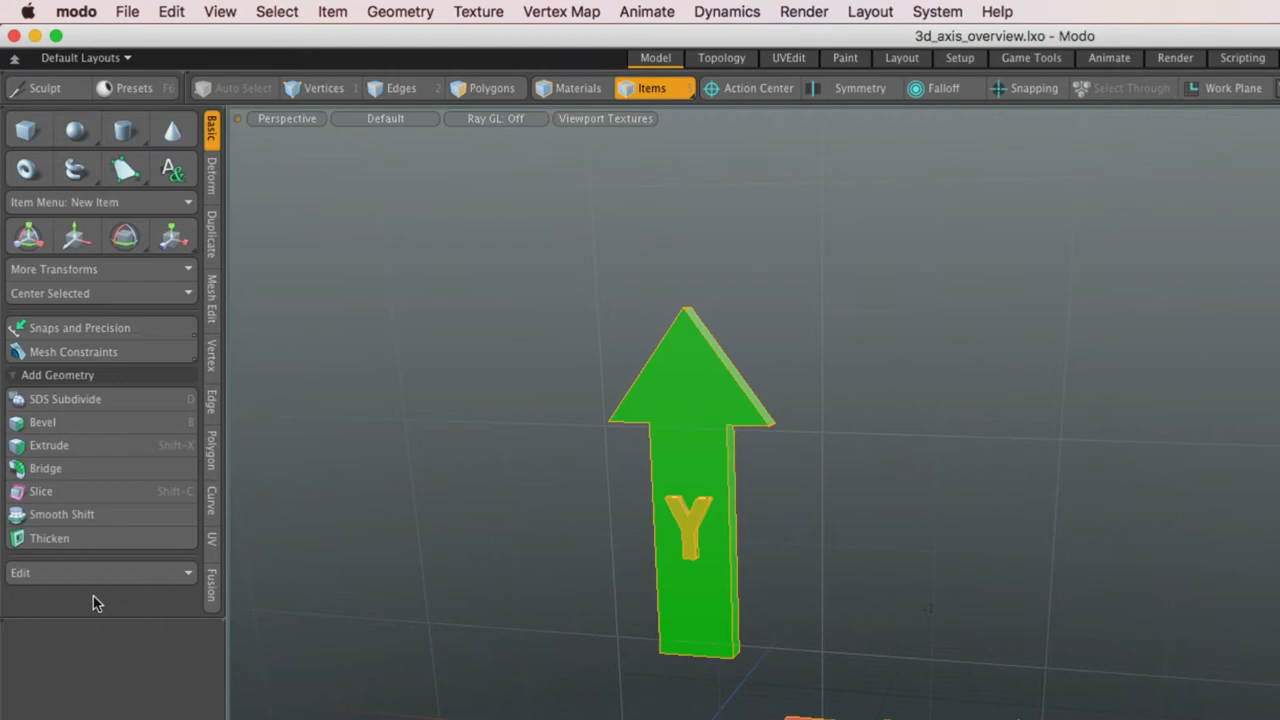 modo File Edit View Select Item Geometry Texture Vertex Map Animate Dynamics Render Layout System Help
3d_axis_overview.lxo - Modo
Default Layouts Model Topology UVEdit Paint Layout Setup Game Tools Animate Render Scripting
Sculpt Presets F6 Auto Select Vertices 1 Edges 2 Polygons Materials Items 5 Action Center Symmetry Falloff Snapping Select Through Work Plane
Perspective Default Ray GL: Off Viewport Textures
Basic
Deform
Duplicate
Mesh Edit
Vertex
Edge
Polygon
Curve
UV
Fusion
Item Menu: New Item
More Transforms
Center Selected
Snaps and Precision
Mesh Constraints
Add Geometry
SDS Subdivide D
Bevel B
Extrude Shift-X
Bridge
Slice Shift-C
Smooth Shift
Thicken
Edit
Y